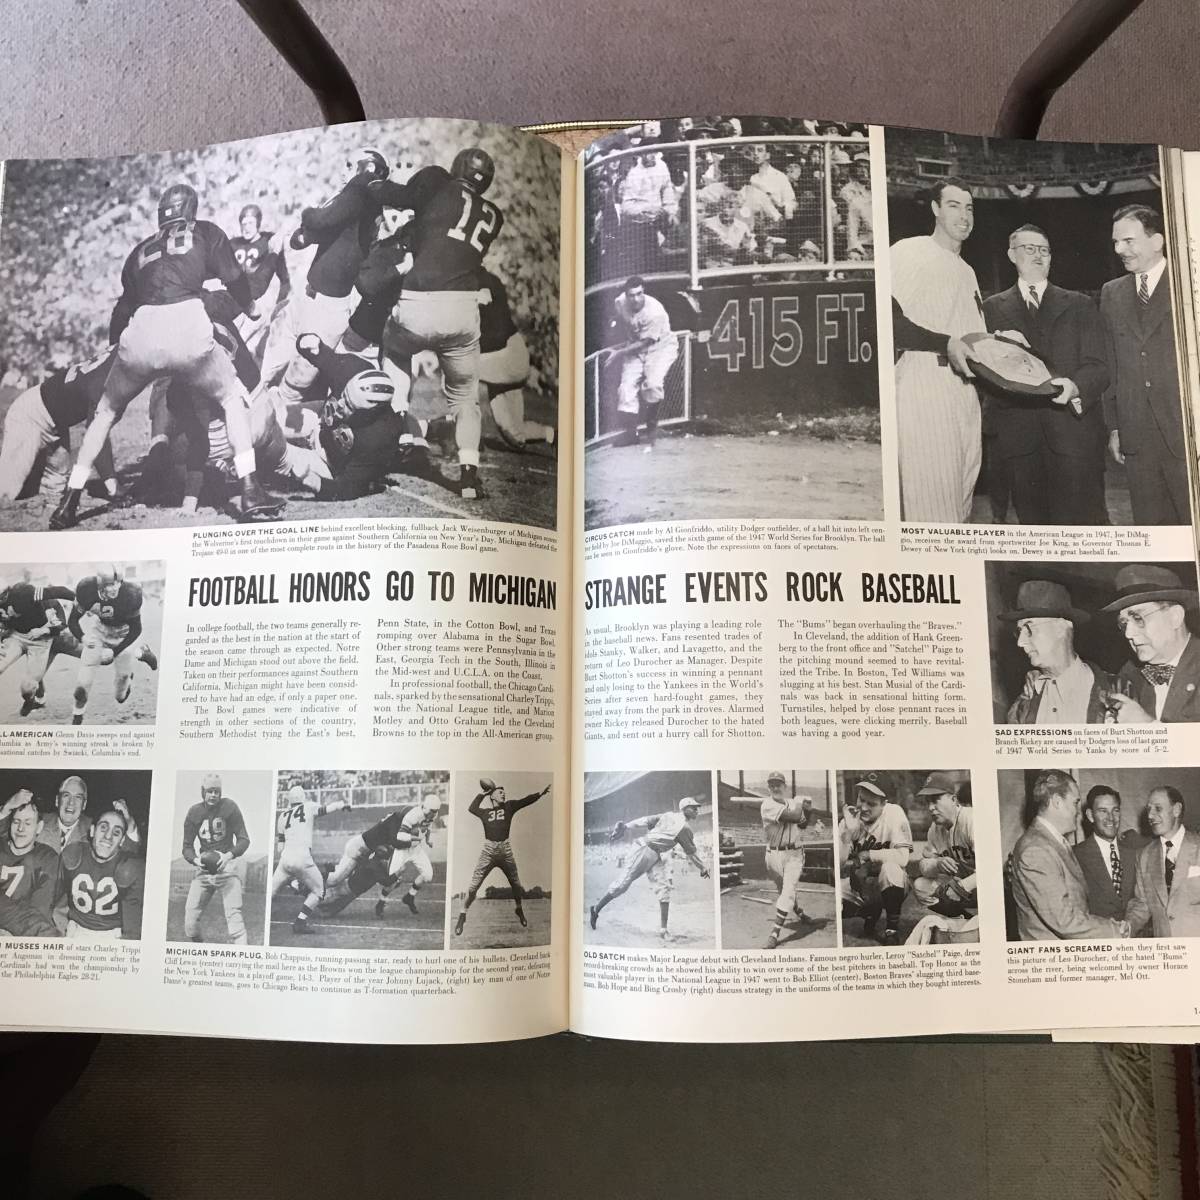 28
12
PLUNGING OVER THE GOAL LINE behind excellent blocking, fullback Jack Weisenburger of Michigan scores
the Wolverine's first touchdown in their game against Southern California on New Year's Day. Michigan defeated the
Trojans 49-0 in one of the most complete routs in the history of the Pasadena Rose Bowl game.
FOOTBALL HONORS GO TO MICHIGAN
In college football, the two teams generally re-
garded as the best in the nation at the start of
the season came through as expected. Notre
Dame and Michigan stood out above the field.
Taken on their performances against Southern
California, Michigan might have been consid-
ered to have had an edge, if only a paper one.
The Bowl games were indicative of
strength in other sections of the country,
Southern Methodist tying the East's best,
Penn State, in the Cotton Bowl, and Texas
romping over Alabama in the Sugar Bowl.
Other strong teams were Pennsylvania in the
East, Georgia Tech in the South, Illinois in
the Mid-west and U.C.L.A. on the Coast.
In professional football, the Chicago Cardi-
nals, sparked by the sensational Charley Trippi,
won the National League title, and Marion
Motley and Otto Graham led the Cleveland
Browns to the top in the All-American group.
Glenn Davis sweeps end against
as Army's winning streak is broken by
catches by Swiacki, Columbia's end.
7
62
MUSSES HAIR of stars Charley Trippi
Angsman in dressing room after the
Cardinals had won the championship by
the Philadelphia Eagles 28-21.
49
74
32
MICHIGAN SPARK-PLUG, Bob Chappuis, running-passing star, ready to hurl one of his bullets. Cleveland back
Cliff Lewis (center) carrying the mail here as the Browns won the league championship for the second year, defeating
the New York Yankees in a playoff game, 14-3. Player of the year Johnny Lujack, (right) key man of one of Notre
Dame's greatest teams, goes to Chicago Bears to continue as T-formation quarterback.
415 FT.
CIRCUS CATCH made by Al Gionfriddo, utility Dodger outfielder, of a ball hit into left cen-
ter field by Joe DiMaggio, saved the sixth game of the 1947 World Series for Brooklyn. The ball
can be seen in Gionfriddo's glove. Note the expressions on faces of spectators.
MOST VALUABLE PLAYER in the American League in 1947, Joe DiMag-
gio, receives the award from sportswriter Joe King, as Governor Thomas E.
Dewey of New York (right) looks on. Dewey is a great baseball fan.
STRANGE EVENTS ROCK BASEBALL
As usual, Brooklyn was playing a leading role
in the baseball news. Fans resented trades of
idols Stanky, Walker, and Lavagetto, and the
return of Leo Durocher as Manager. Despite
Burt Shotton's success in winning a pennant
and only losing to the Yankees in the World's
Series after seven hard-fought games, they
stayed away from the park in droves. Alarmed
owner Rickey released Durocher to the hated
Giants, and sent out a hurry call for Shotton.
The "Bums" began overhauling the "Braves."
In Cleveland, the addition of Hank Green-
berg to the front office and "Satchel" Paige to
the pitching mound seemed to have revital-
ized the Tribe. In Boston, Ted Williams was
slugging at his best. Stan Musial of the Cardi-
nals was back in sensational hitting form.
Turnstiles, helped by close pennant races in
both leagues, were clicking merrily. Baseball
was having a good year.
SAD EXPRESSIONS on faces of Burt Shotton and
Branch Rickey are caused by Dodgers loss of last game
of 1947 World Series to Yanks by score of 5-2.
OLD SATCH makes Major League debut with Cleveland Indians. Famous negro hurler, Leroy "Satchel" Paige, drew
record-breaking crowds as he showed his ability to win over some of the best pitchers in baseball. Top Honor as the
most valuable player in the National League in 1947 went to Bob Elliot (center), Boston Braves' slugging third base-
man. Bob Hope and Bing Crosby (right) discuss strategy in the uniforms of the teams in which they bought interests.
GIANT FANS SCREAMED when they first saw
this picture of Leo Durocher, of the hated "Bums"
across the river, being welcomed by owner Horace
Stoneham and former manager, Mel Ott.